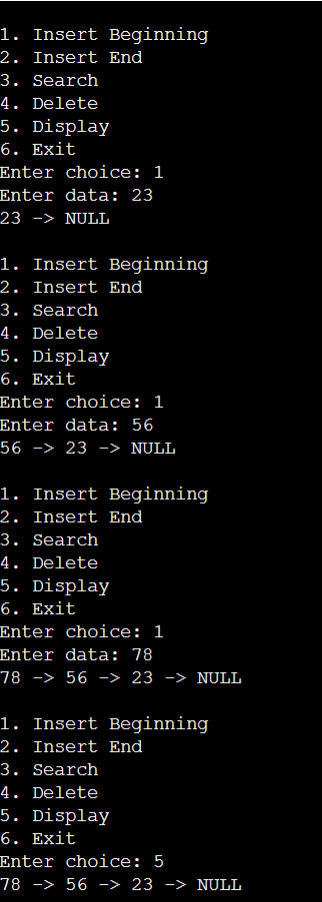 1. Insert Beginning
2. Insert End
3. Search
4. Delete
5. Display
6. Exit
Enter choice: 1
Enter data: 23
23 -> NULL
1. Insert Beginning
2. Insert End
3. Search
4. Delete
5. Display
6. Exit
Enter choice: 1
Enter data: 56
56 -> 23 -> NULL
1. Insert Beginning
2. Insert End
3. Search
4. Delete
5. Display
6. Exit
Enter choice: 1
Enter data: 78
78 -> 56 -> 23 -> NULL
1. Insert Beginning
2. Insert End
3. Search
4. Delete
5. Display
6. Exit
Enter choice: 5
78 -> 56 -> 23 -> NULL